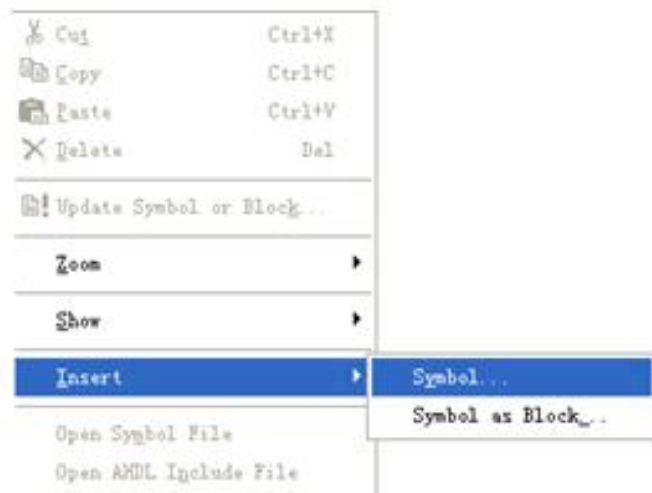 Cut Ctrl+X
Copy Ctrl+C
Paste Ctrl+V
Delete Del
Update Symbol or Block...
Zoom
Show
Insert
Symbol...
Symbol as Block...
Open Symbol File
Open AHDL Include File